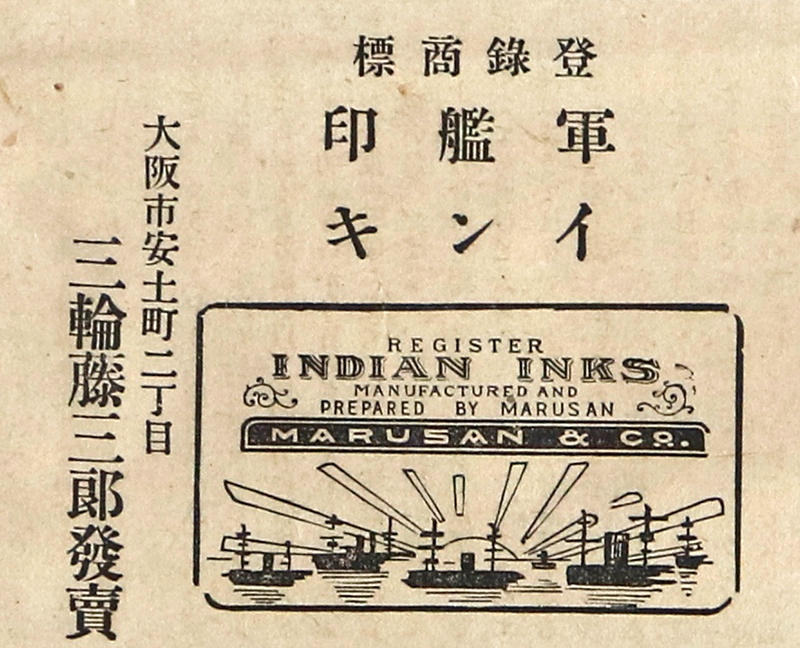 登錄商標
軍艦印
インキ
REGISTER
INDIAN INKS
MANUFACTURED AND
PREPARED BY MARUSAN
MARUSAN & CO.
大阪市安土町二丁目
三輪藤三郎發賣